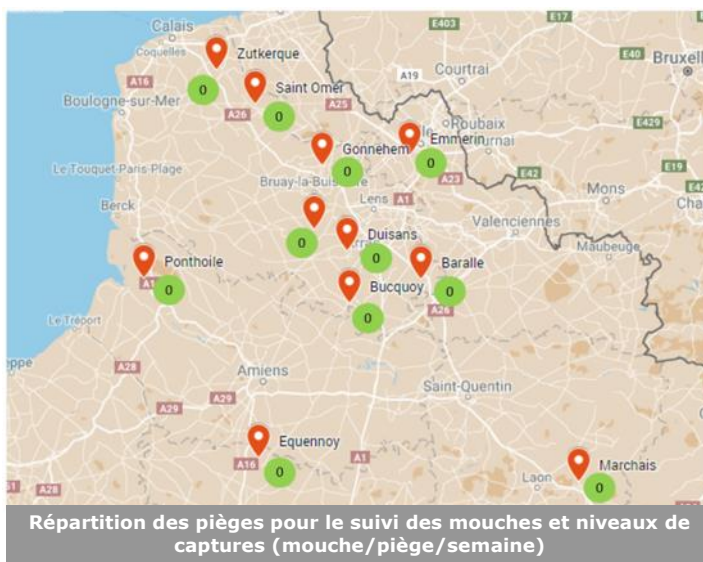 Calais
E403
E17
Coquelles
Zutkerque
E40
Bruxell
A16
0
Saint Omer
A19
Courtrai
Boulogne-sur-Mer
A26
0
A25
Roubaix
E429
Gonnehem
Emmerin
0
0
Le Touquet-Paris-Plage
E19
Bruay-la-Buis
A23
E42
Berck
Lens
A1
Mons
Valenciennes
0
Duisans
0
Maubeuge
Ponthoile
Baralle
0
Bucquoy
0
0
A26
Le Tréport
A28
Amiens
Saint-Quentin
A29
A29
Equennoy
A16
0
A1
Laon
Marchais
0
A28
Répartition des pièges pour le suivi des mouches et niveaux de
captures (mouche/piège/semaine)